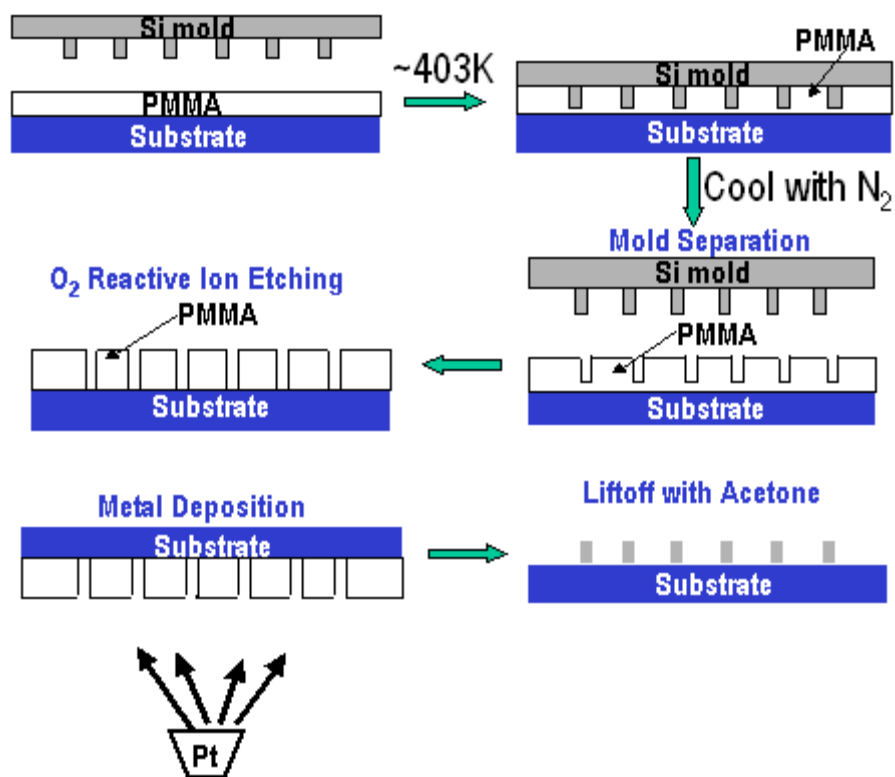 Si mold
PMMA
Substrate
~403K
PMMA
Si mold
Substrate
Cool with N₂
Mold Separation
Si mold
PMMA
Substrate
O₂ Reactive Ion Etching
PMMA
Substrate
Metal Deposition
Substrate
Pt
Liftoff with Acetone
Substrate